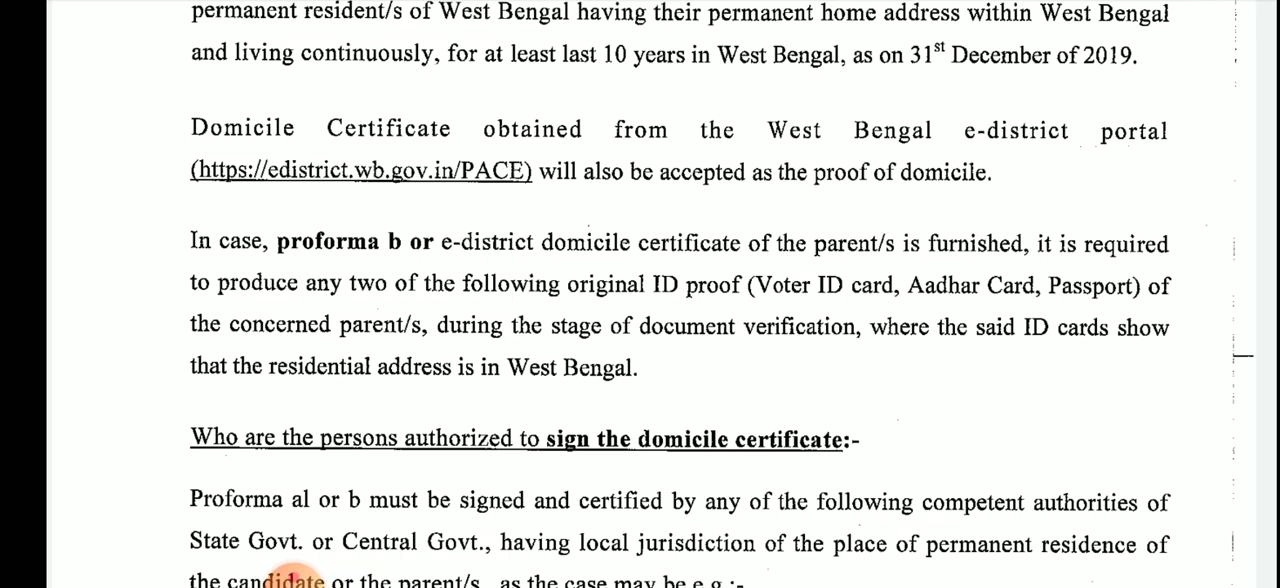 permanent resident/s of West Bengal having their permanent home address within West Bengal
and living continuously, for at least last 10 years in West Bengal, as on 31st December of 2019.
Domicile Certificate obtained from the West Bengal e-district portal
(https://edistrict.wb.gov.in/PACE) will also be accepted as the proof of domicile.
In case, proforma b or e-district domicile certificate of the parent/s is furnished, it is required
to produce any two of the following original ID proof (Voter ID card, Aadhar Card, Passport) of
the concerned parent/s, during the stage of document verification, where the said ID cards show
that the residential address is in West Bengal.
Who are the persons authorized to sign the domicile certificate:-
Proforma al or b must be signed and certified by any of the following competent authorities of
State Govt. or Central Govt., having local jurisdiction of the place of permanent residence of
the candidate or the parent/s as the case may be e.g :-